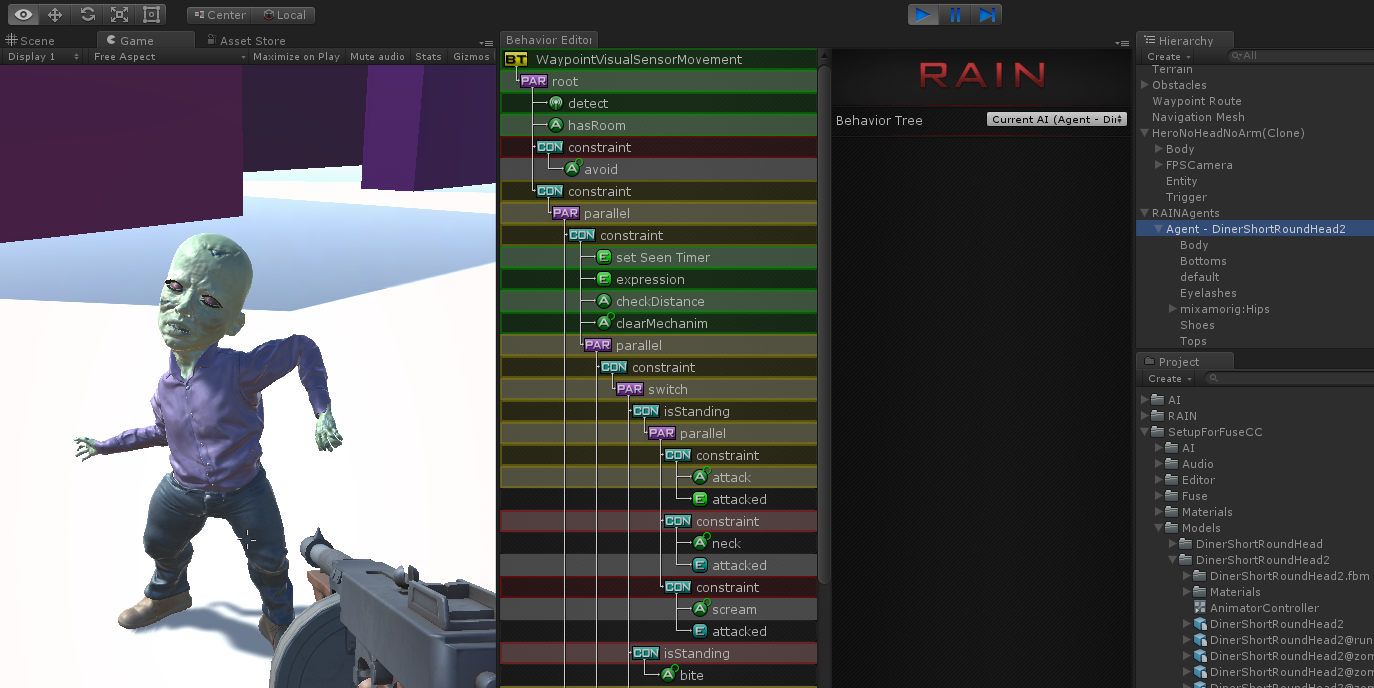 Center
Local
Scene
Game
Asset Store
Display 1
Free Aspect
Maximize on Play
Mute audio
Stats
Gizmos
Behavior Editor
BT WaypointVisualSensorMovement
PAR root
detect
A hasRoom
CON constraint
A avoid
CON constraint
PAR parallel
CON constraint
E set Seen Timer
E expression
A checkDistance
A clearMechanim
PAR parallel
CON constraint
PAR switch
CON isStanding
PAR parallel
CON constraint
A attack
E attacked
CON constraint
A neck
E attacked
CON constraint
A scream
E attacked
CON isStanding
A bite
RAIN
Behavior Tree
Current AI (Agent - Din
Hierarchy
Create
All
Terrain
Obstacles
Waypoint Route
Navigation Mesh
HeroNoHeadNoArm(Clone)
Body
FPSCamera
Entity
Trigger
RAINAgents
Agent - DinerShortRoundHead2
Body
Bottoms
default
Eyelashes
mixamorig:Hips
Shoes
Tops
Project
Create
AI
RAIN
SetupForFuseCC
AI
Audio
Editor
Fuse
Materials
Models
DinerShortRoundHead
DinerShortRoundHead2
DinerShortRoundHead2.fbm
Materials
AnimatorController
DinerShortRoundHead2
DinerShortRoundHead2@run
DinerShortRoundHead2@zom
DinerShortRoundHead2@zom